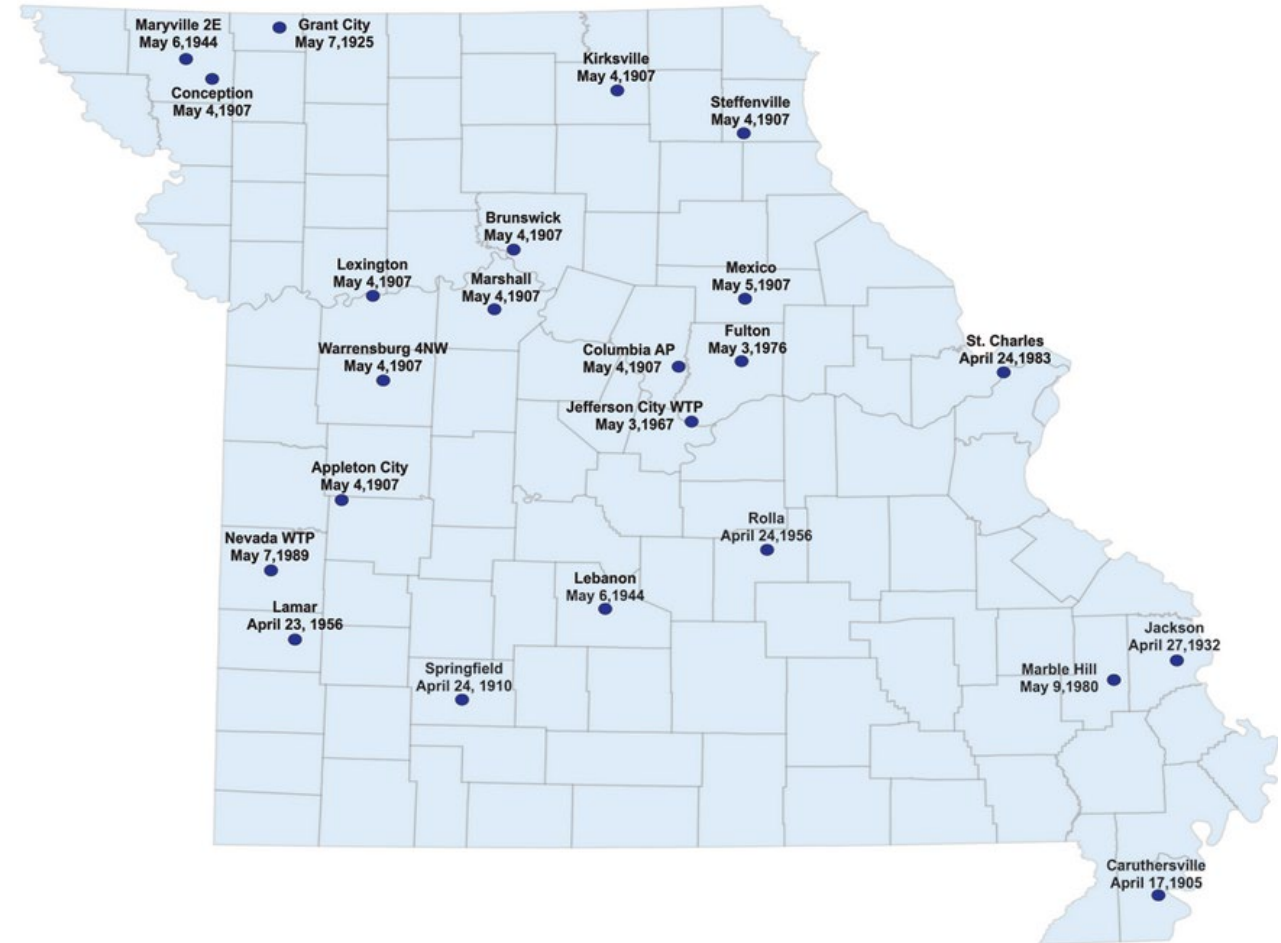 Maryville 2E
May 6,1944
Grant City
May 7,1925
Conception
May 4,1907
Kirksville
May 4,1907
Steffenville
May 4,1907
Brunswick
May 4,1907
Lexington
May 4,1907
Marshall
May 4,1907
Mexico
May 5,1907
Warrensburg 4NW
May 4,1907
Columbia AP
May 4,1907
Fulton
May 3,1976
St. Charles
April 24,1983
Jefferson City WTP
May 3,1967
Appleton City
May 4,1907
Nevada WTP
May 7,1989
Rolla
April 24,1956
Lebanon
May 6,1944
Lamar
April 23, 1956
Springfield
April 24, 1910
Jackson
April 27,1932
Marble Hill
May 9,1980
Caruthersville
April 17,1905